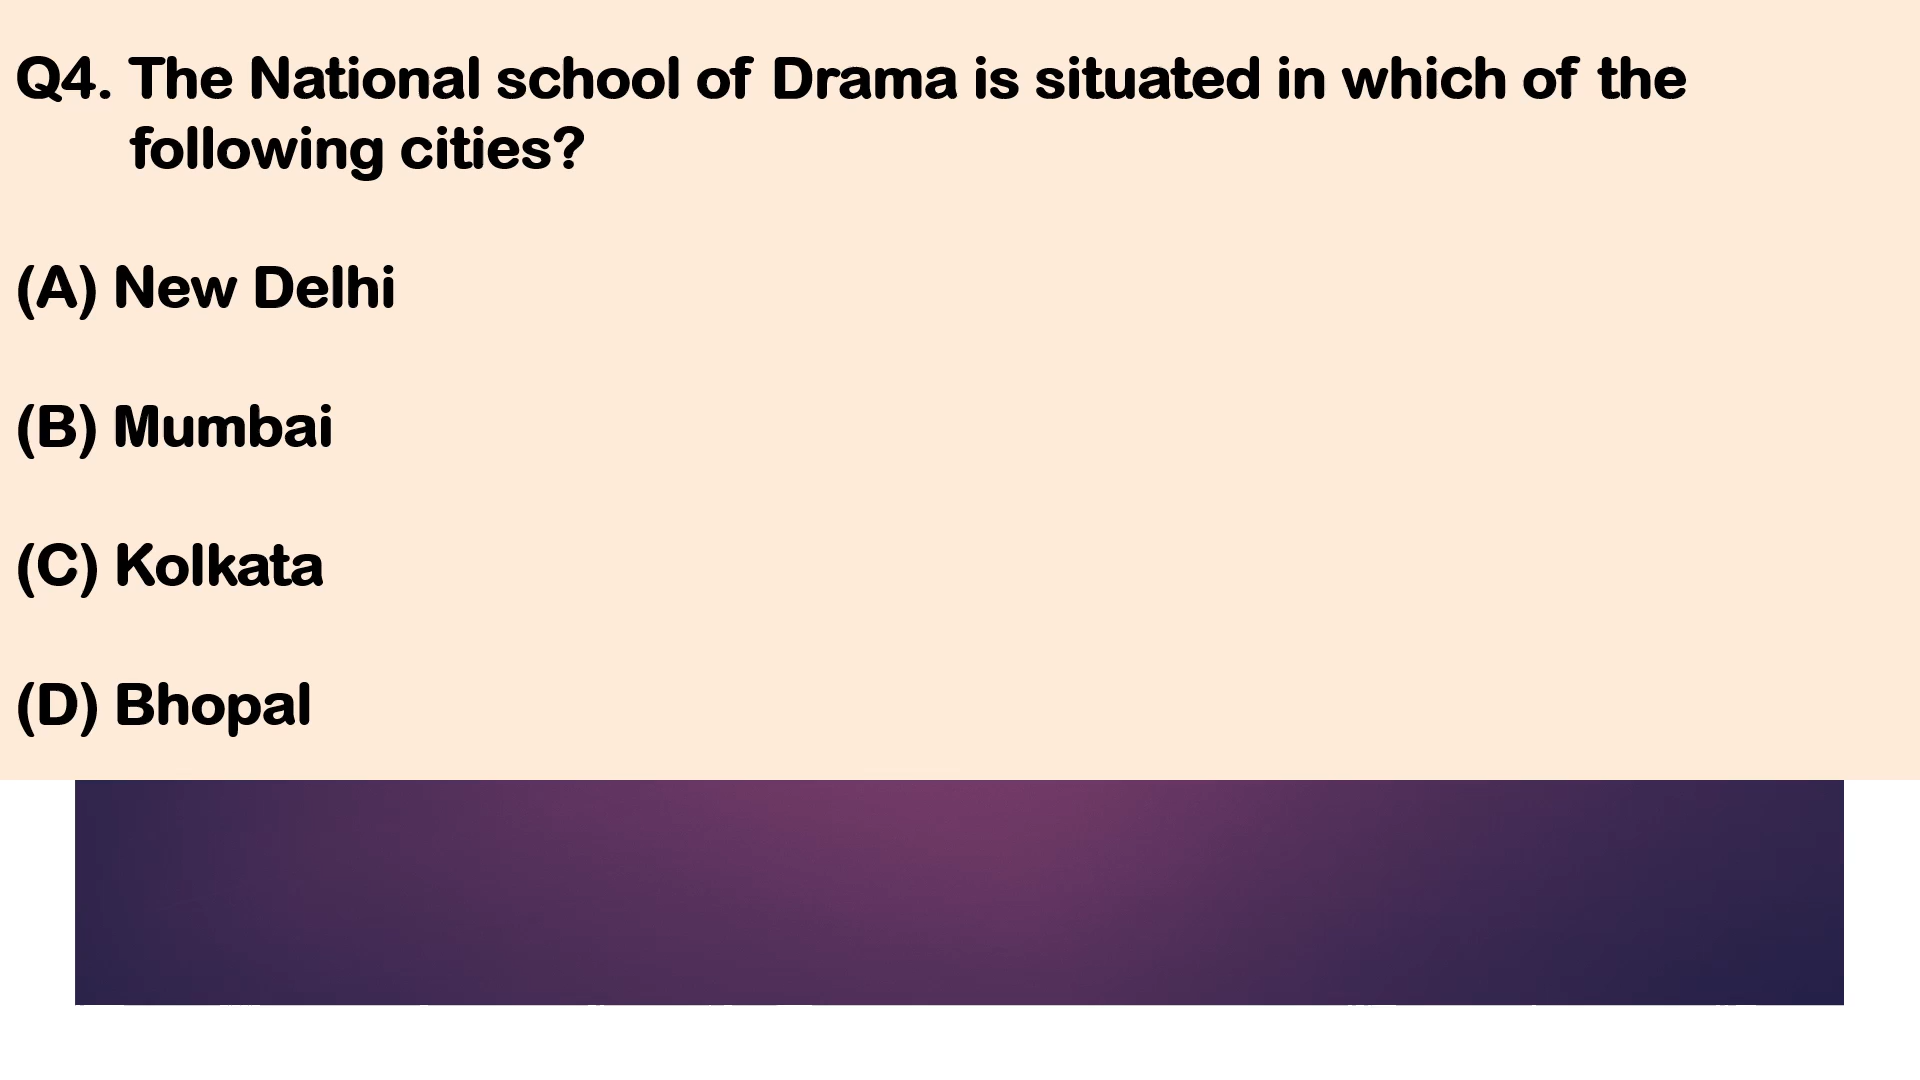 Q4. The National school of Drama is situated in which of the
following cities?
(A) New Delhi
(B) Mumbai
(C) Kolkata
(D) Bhopal